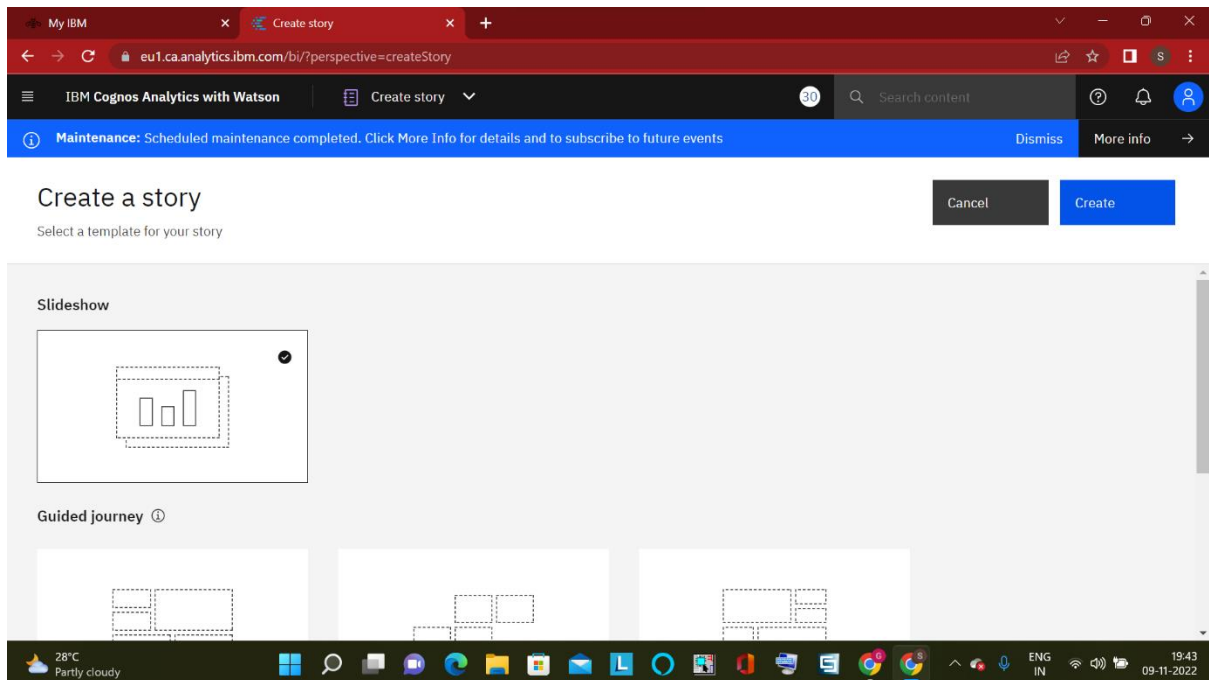 My IBM
Create story
eu1.ca.analytics.ibm.com/bi/?perspective=createStory
S
IBM Cognos Analytics with Watson
Create story
30
Search content
Maintenance: Scheduled maintenance completed. Click More Info for details and to subscribe to future events
Dismiss
More info
Create a story
Cancel
Create
Select a template for your story
Slideshow
Guided journey
28°C
Partly cloudy
L
G
S
ENG
IN
19:43
09-11-2022